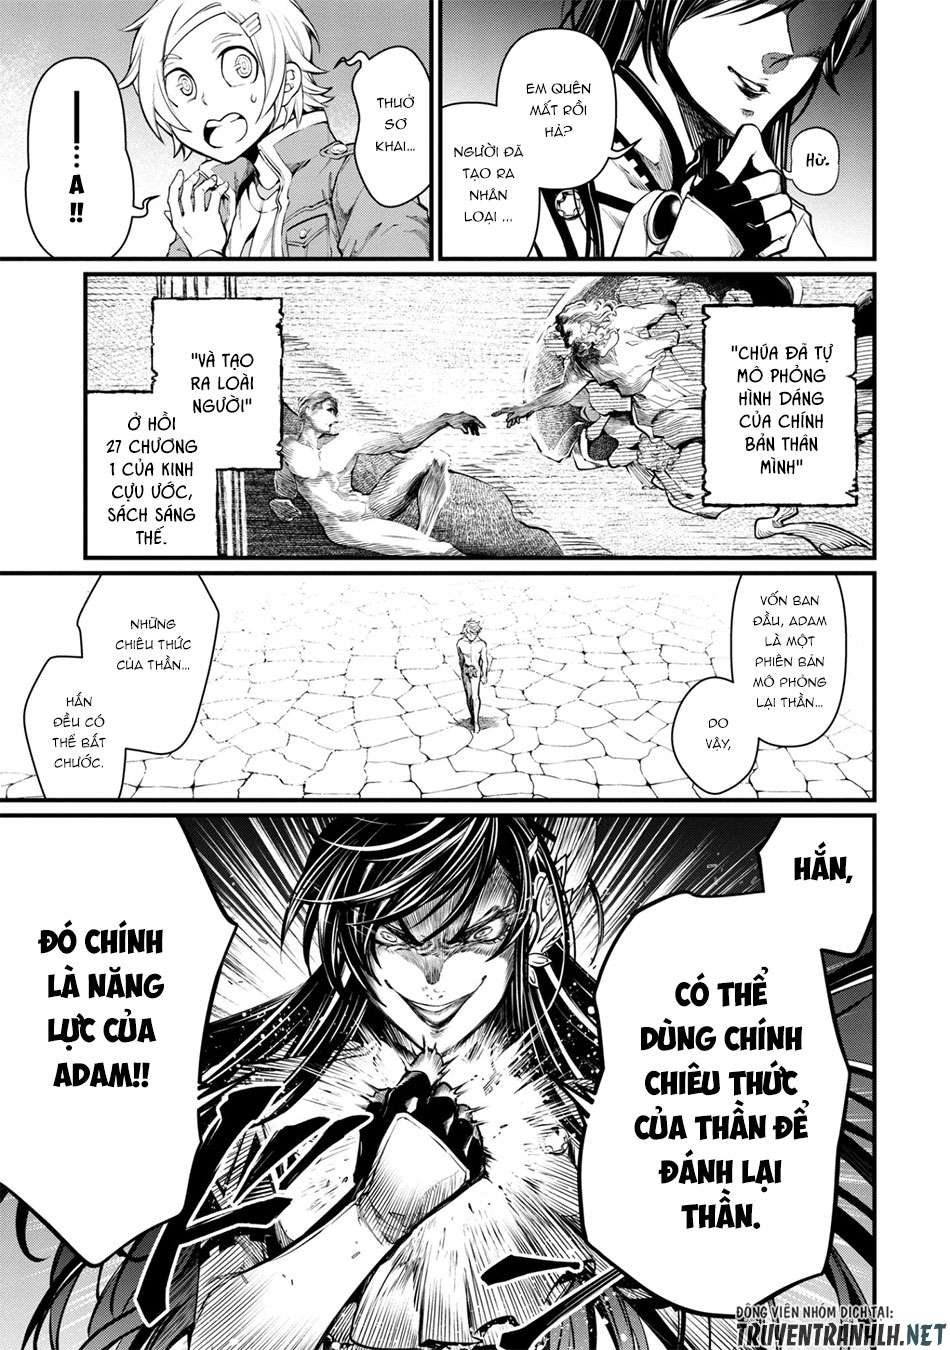 HỪ.
EM QUÊN
MẤT RỒI
HẢ?
NGƯỜI ĐÃ
TẠO RA
NHÂN
LOẠI ...
THUỞ
SƠ
KHAI...
...A!!
"CHÚA ĐÃ TỰ
MÔ PHỎNG
HÌNH DÁNG
CỦA CHÍNH
BẢN THÂN
MÌNH"
"VÀ TẠO
RA LOÀI
NGƯỜI"
Ở HỒI
27 CHƯƠNG
1 CỦA KINH
CỰU ƯỚC,
SÁCH SÁNG
THẾ.
VỐN BAN
ĐẦU, ADAM
LÀ MỘT
PHIÊN BẢN
MÔ PHỎNG
LẠI THẦN...
DO
VẬY,
NHỮNG
CHIÊU THỨC
CỦA THẦN...
HẮN
ĐỀU CÓ
THỂ BẮT
CHƯỚC.
HẮN,
CÓ THỂ
DÙNG CHÍNH
CHIÊU THỨC
CỦA THẦN ĐỂ
ĐÁNH LẠI
THẦN.
ĐÓ CHÍNH
LÀ NĂNG
LỰC CỦA
ADAM!!
ĐỘNG VIÊN NHÓM DỊCH TẠI:
TRUYENTRANHLH.NET